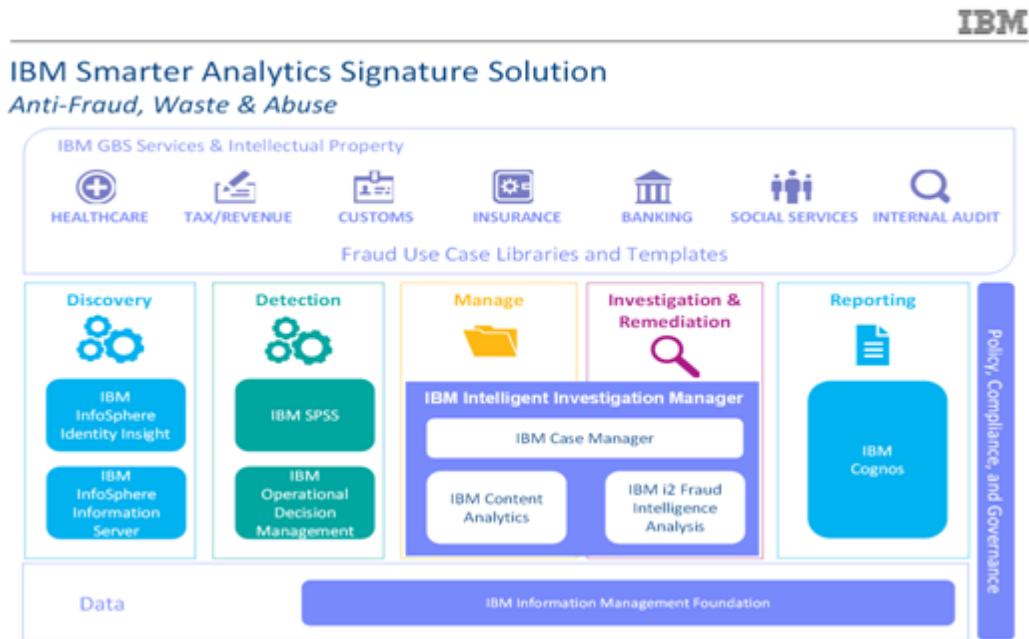 IBM
IBM Smarter Analytics Signature Solution
Anti-Fraud, Waste & Abuse
IBM GBS Services & Intellectual Property
HEALTHCARE
TAX/REVENUE
CUSTOMS
INSURANCE
BANKING
SOCIAL SERVICES
INTERNAL AUDIT
Fraud Use Case Libraries and Templates
Discovery
IBM
InfoSphere
Identity Insight
IBM
InfoSphere
Information
Server
Detection
IBM SPSS
IBM
Operational
Decision
Management
Manage
Investigation &
Remediation
IBM Intelligent Investigation Manager
IBM Case Manager
IBM Content
Analytics
IBM i2 Fraud
Intelligence
Analysis
Reporting
IBM
Cognos
Policy, Compliance, and Governance
Data
IBM Information Management Foundation